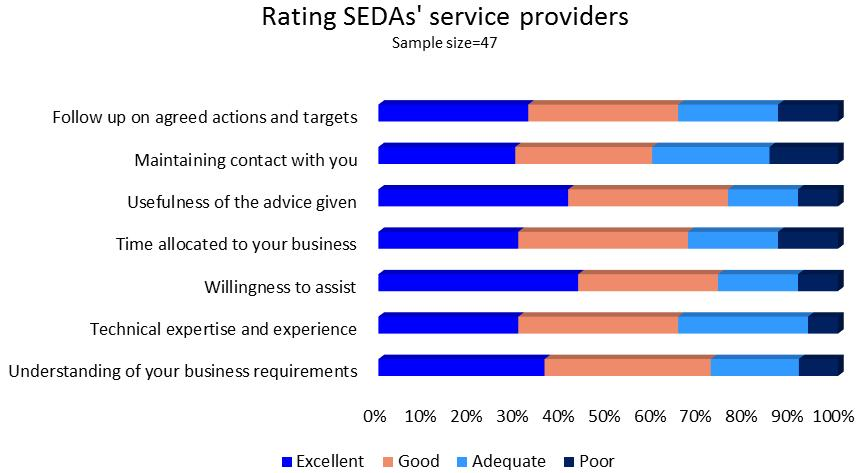 Rating SEDAs' service providers
Sample size=47
Follow up on agreed actions and targets
Maintaining contact with you
Usefulness of the advice given
Time allocated to your business
Willingness to assist
Technical expertise and experience
Understanding of your business requirements
0% 10% 20% 30% 40% 50% 60% 70% 80% 90% 100%
Excellent Good Adequate Poor